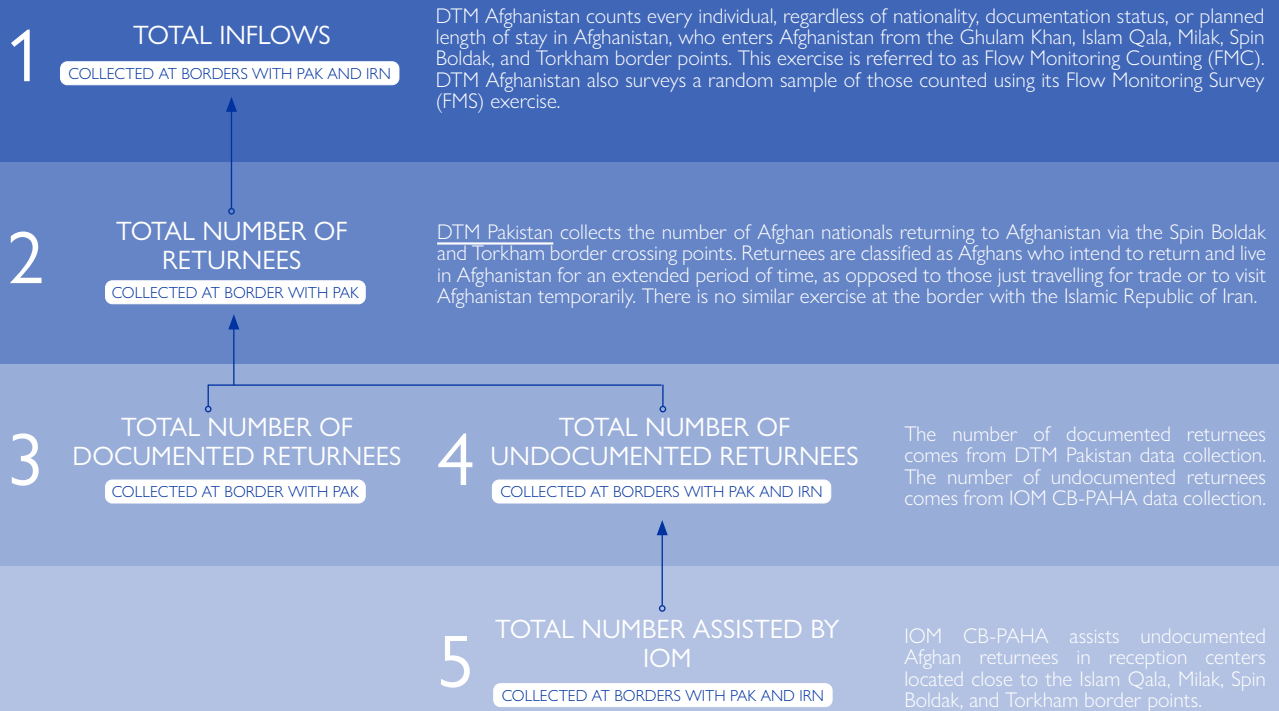 1
TOTAL INFLOWS
COLLECTED AT BORDERS WITH PAK AND IRN
DTM Afghanistan counts every individual, regardless of nationality, documentation status, or planned
length of stay in Afghanistan, who enters Afghanistan from the Ghulam Khan, Islam Qala, Milak, Spin
Boldak, and Torkham border points. This exercise is referred to as Flow Monitoring Counting (FMC).
DTM Afghanistan also surveys a random sample of those counted using its Flow Monitoring Survey
(FMS) exercise.
2
TOTAL NUMBER OF
RETURNEES
COLLECTED AT BORDER WITH PAK
DTM Pakistan collects the number of Afghan nationals returning to Afghanistan via the Spin Boldak
and Torkham border crossing points. Returnees are classified as Afghans who intend to return and live
in Afghanistan for an extended period of time, as opposed to those just travelling for trade or to visit
Afghanistan temporarily. There is no similar exercise at the border with the Islamic Republic of Iran.
3
TOTAL NUMBER OF
DOCUMENTED RETURNEES
COLLECTED AT BORDER WITH PAK
4
TOTAL NUMBER OF
UNDOCUMENTED RETURNEES
COLLECTED AT BORDERS WITH PAK AND IRN
The number of documented returnees
comes from DTM Pakistan data collection.
The number of undocumented returnees
comes from IOM CB-PAHA data collection.
5
TOTAL NUMBER ASSISTED BY
IOM
COLLECTED AT BORDERS WITH PAK AND IRN
IOM CB-PAHA assists undocumented
Afghan returnees in reception centers
located close to the Islam Qala, Milak, Spin
Boldak, and Torkham border points.